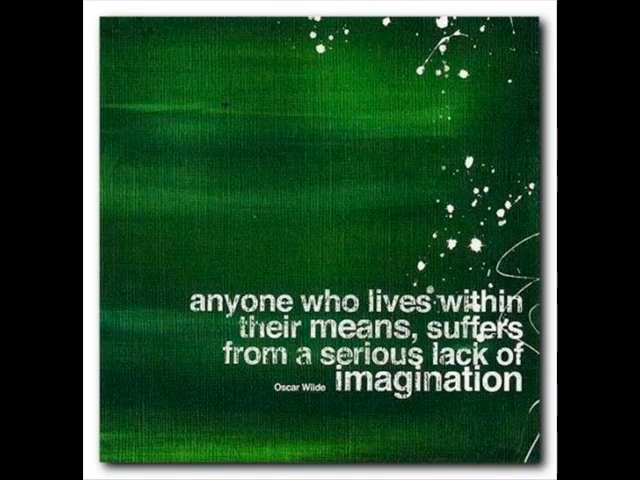 anyone who lives within
their means, suffers
from a serious lack of
Oscar Wilde imagination